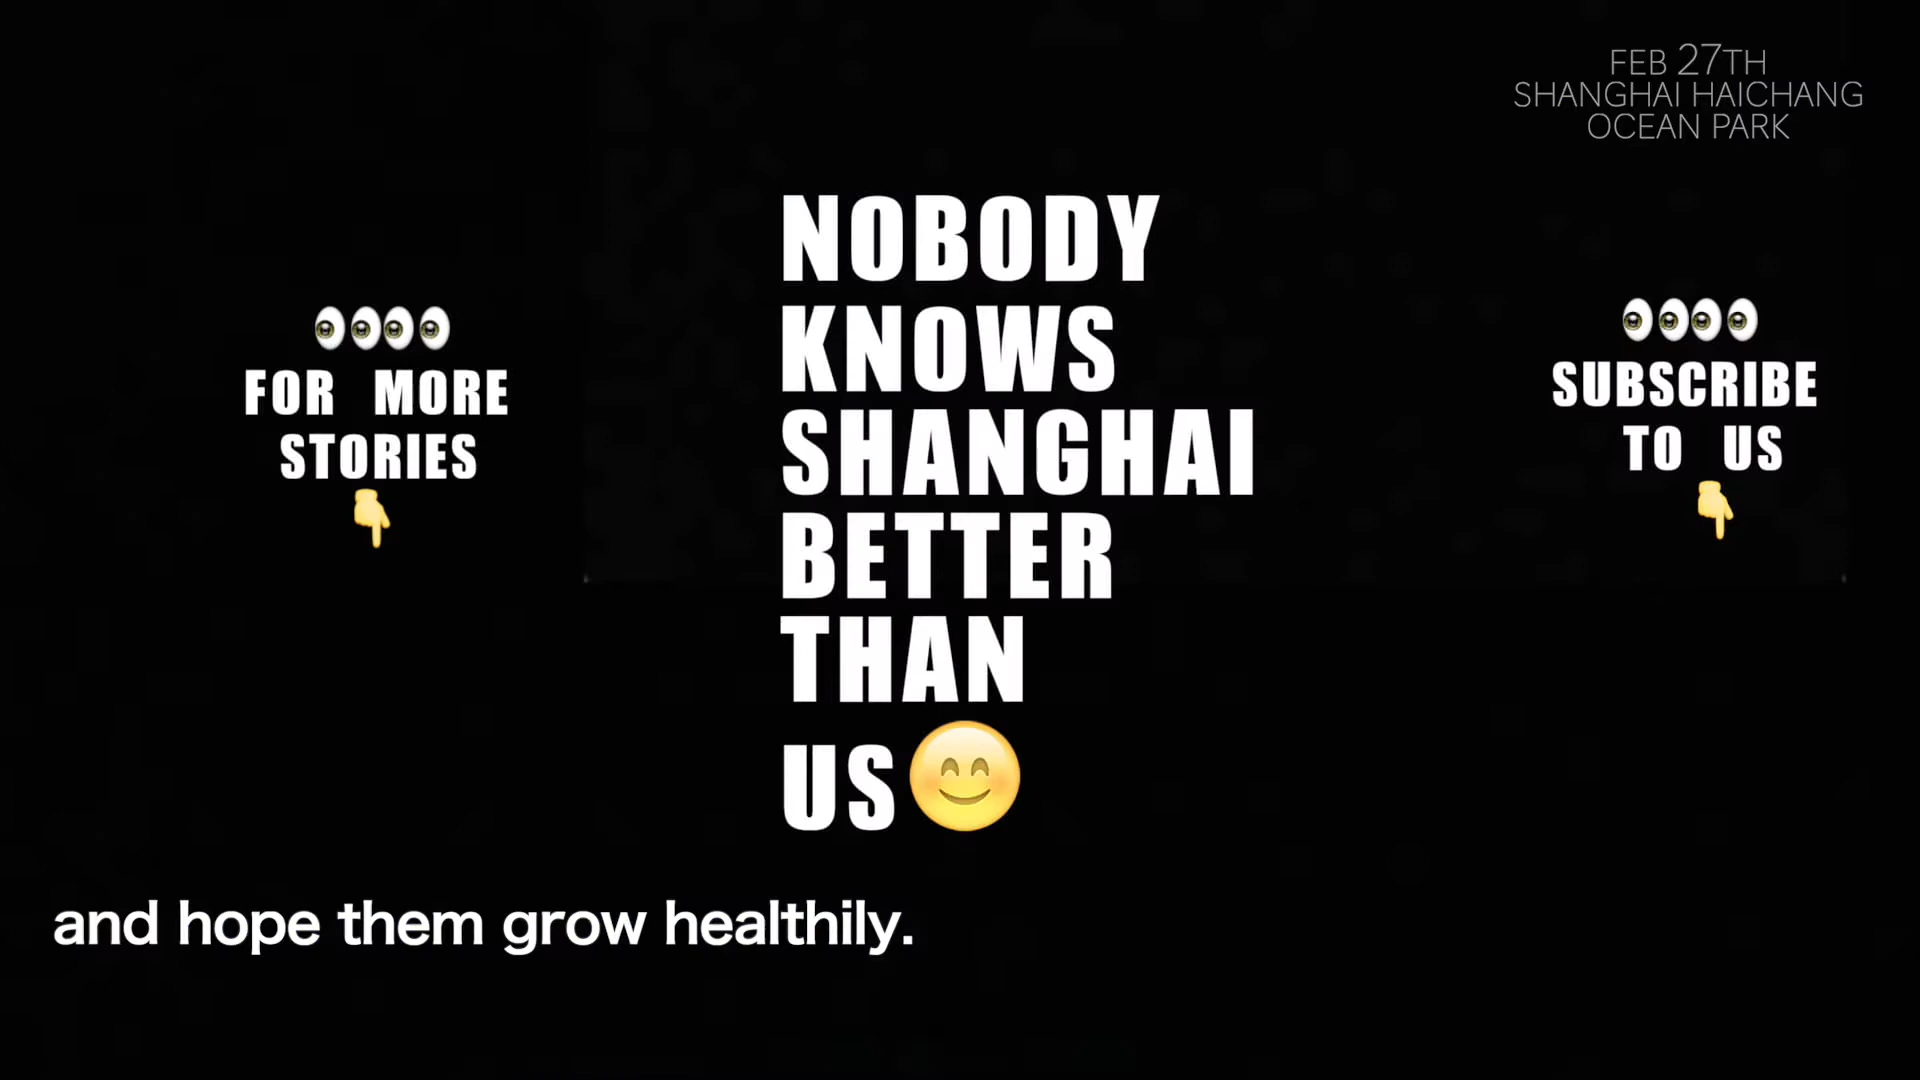 FEB 27TH
SHANGHAI HAICHANG
OCEAN PARK
NOBODY
KNOWS
SHANGHAI
BETTER
THAN
US😊
👀👀
FOR MORE
STORIES
👇
👀👀
SUBSCRIBE
TO US
👇
and hope them grow healthily.